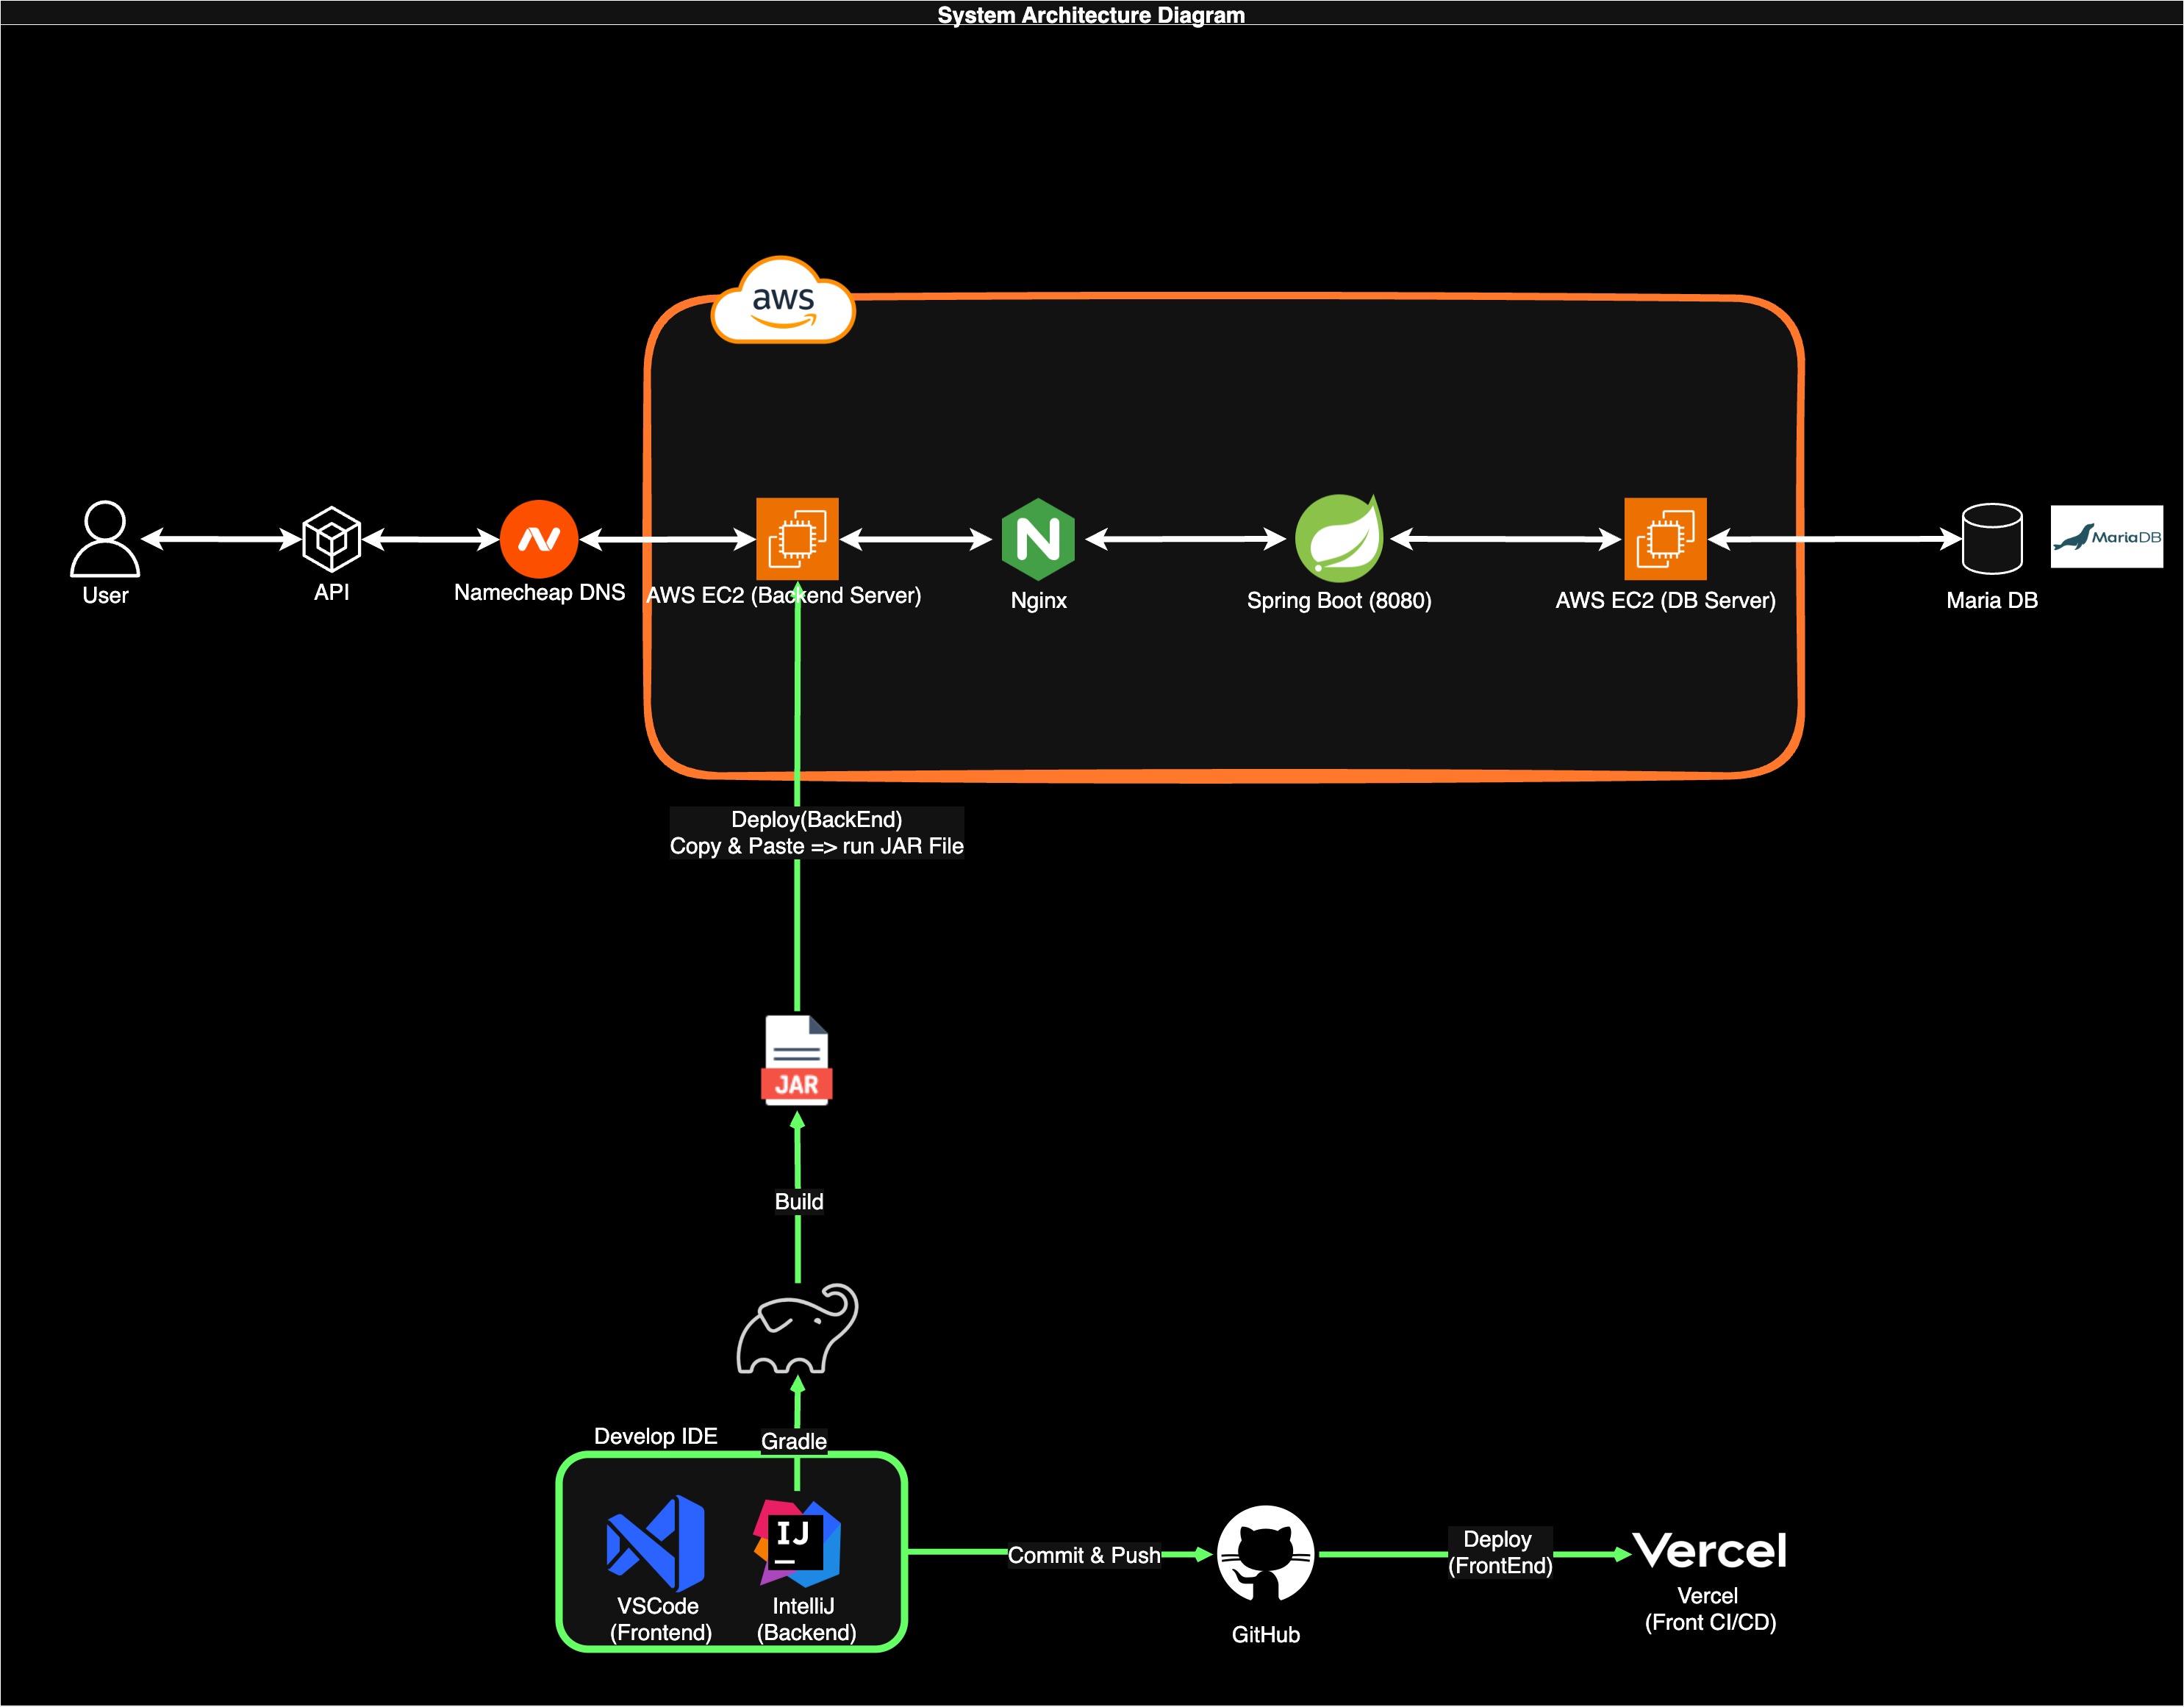 System Architecture Diagram
aws
User
API
Namecheap DNS
AWS EC2 (Backend Server)
N
Nginx
Spring Boot (8080)
AWS EC2 (DB Server)
Maria DB
MariaDB
Deploy(BackEnd)
Copy & Paste => run JAR File
JAR
Build
Gradle
Develop IDE
IJ
VSCode
(Frontend)
IntelliJ
(Backend)
Commit & Push
GitHub
Deploy
(FrontEnd)
Vercel
Vercel
(Front CI/CD)